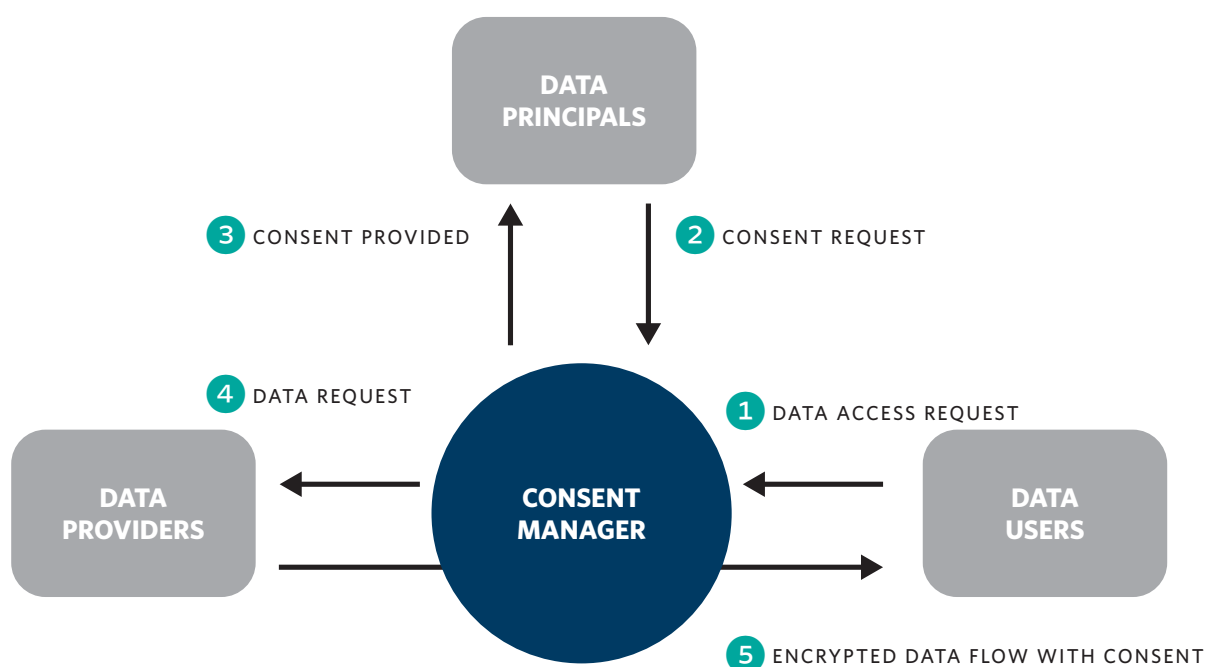 DATA
PRINCIPALS
3 CONSENT PROVIDED
2 CONSENT REQUEST
4 DATA REQUEST
1 DATA ACCESS REQUEST
DATA
PROVIDERS
CONSENT
MANAGER
DATA
USERS
5 ENCRYPTED DATA FLOW WITH CONSENT